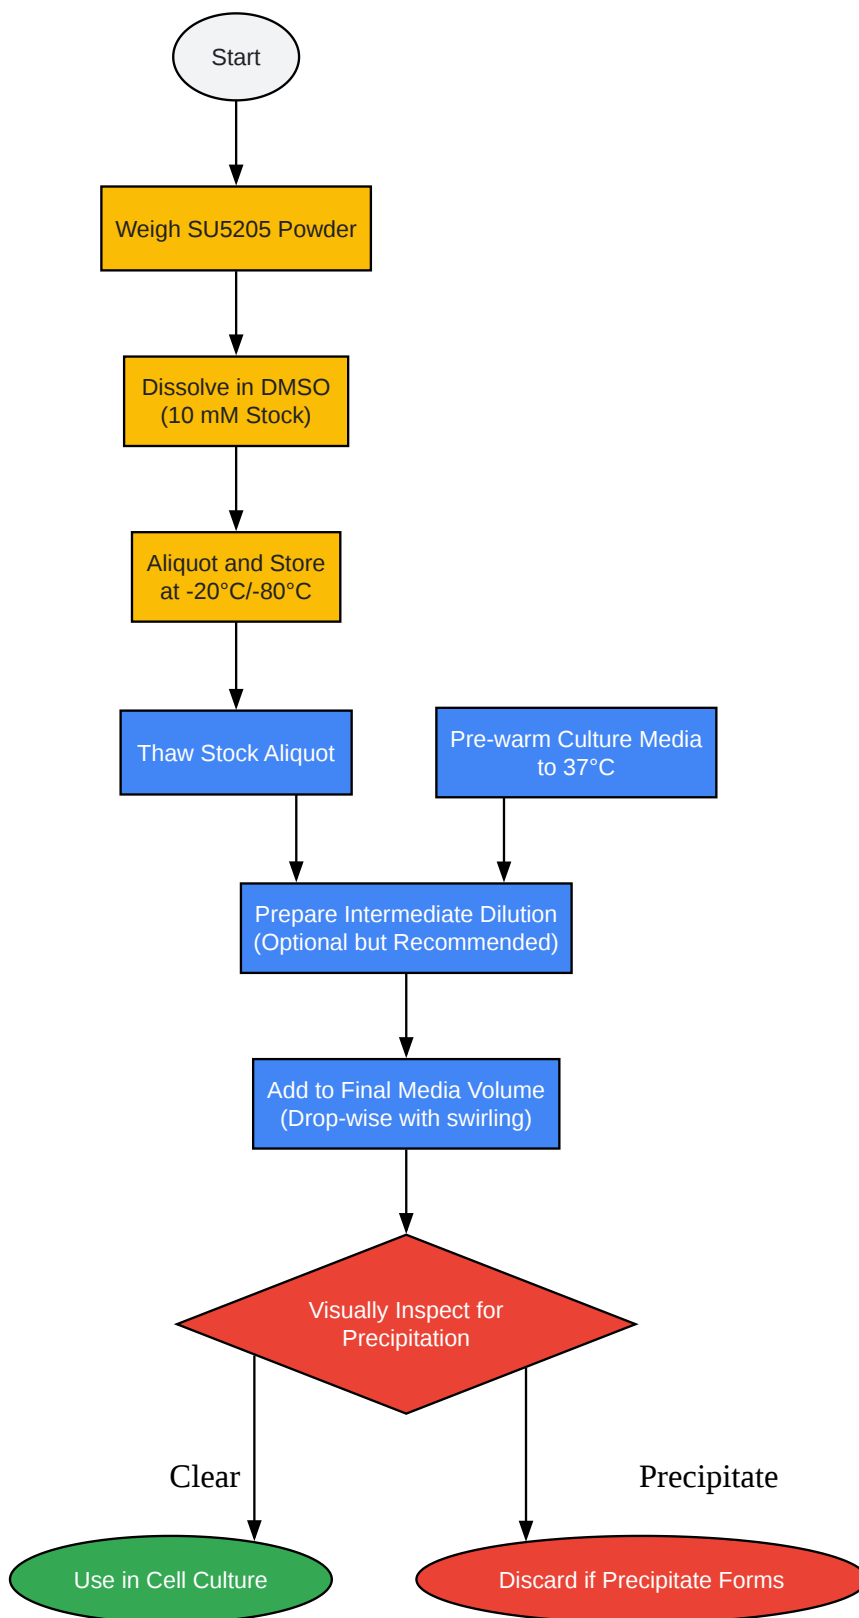 Start
Weigh SU5205 Powder
Dissolve in DMSO
(10 mM Stock)
Aliquot and Store
at -20°C/-80°C
Thaw Stock Aliquot
Pre-warm Culture Media
to 37°C
Prepare Intermediate Dilution
(Optional but Recommended)
Add to Final Media Volume
(Drop-wise with swirling)
Visually Inspect for
Precipitation
Clear
Precipitate
Use in Cell Culture
Discard if Precipitate Forms